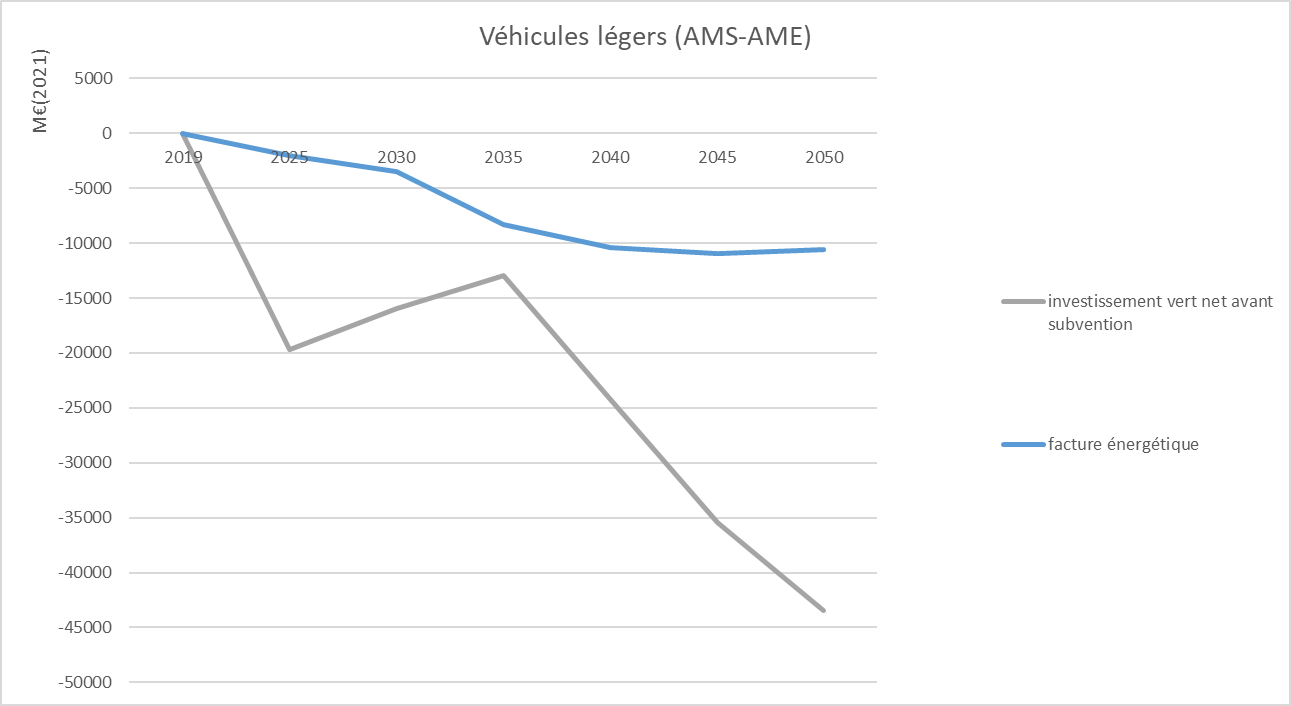 Véhicules légers (AMS-AME)
M€(2021)
5000
0
2019 2025 2030 2035 2040 2045 2050
-5000
-10000
-15000
-20000
-25000
-30000
-35000
-40000
-45000
-50000
investissement vert net avant
subvention
facture énergétique